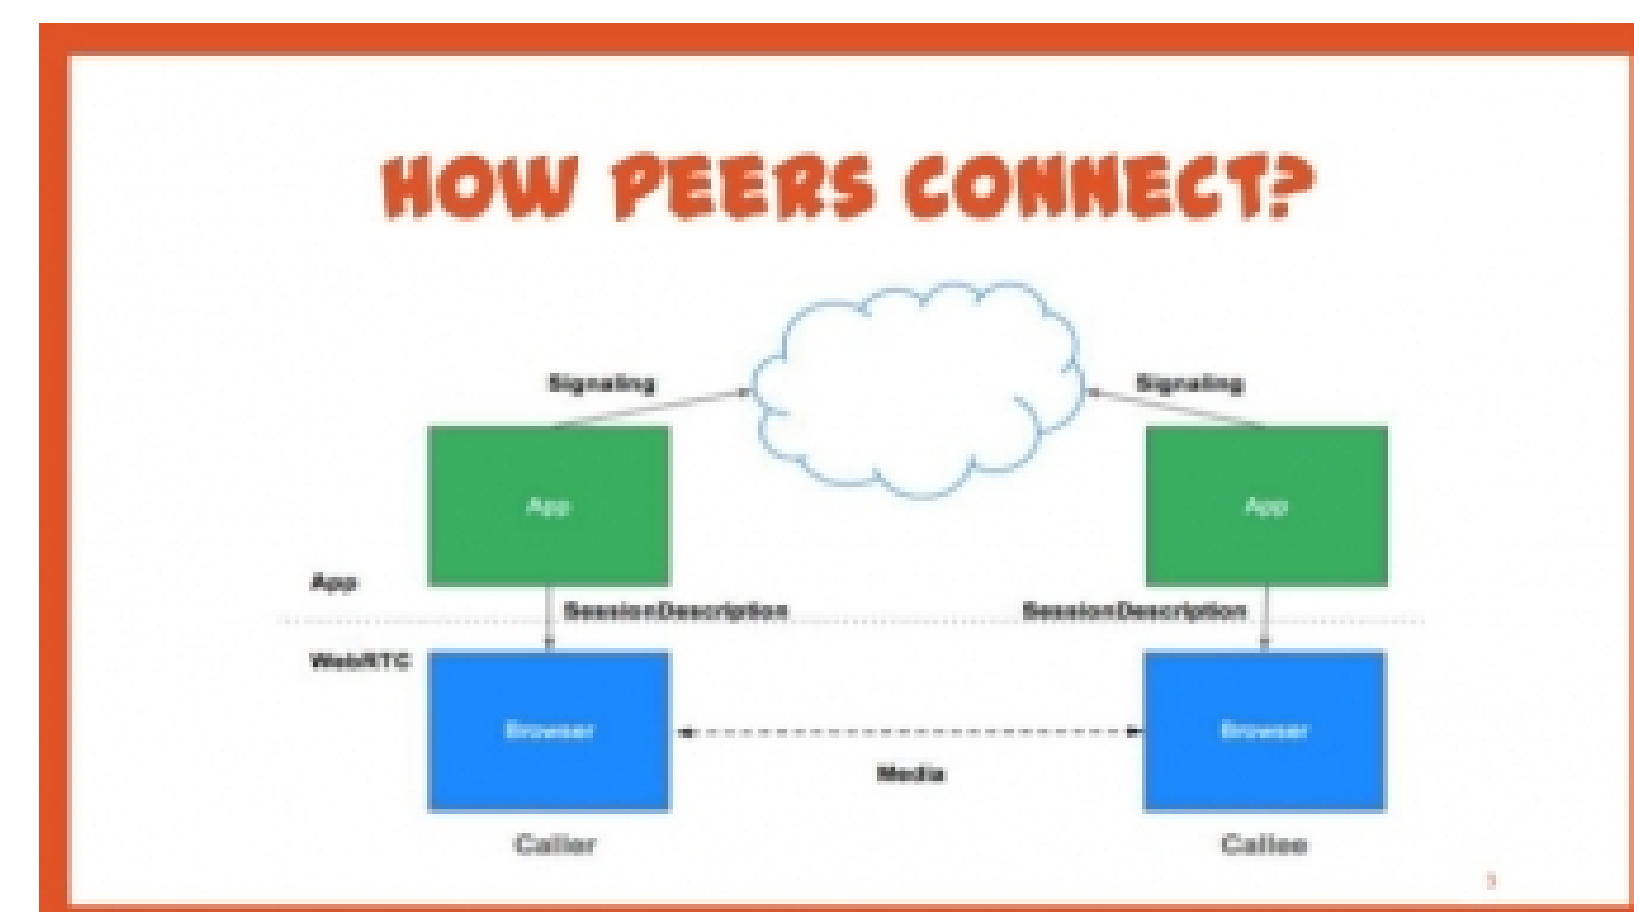 HOW PEERS CONNECT?
Signaling
Signaling
App
App
App
SessionDescription
SessionDescription
WebRTC
Browser
Browser
Media
Caller
Callee